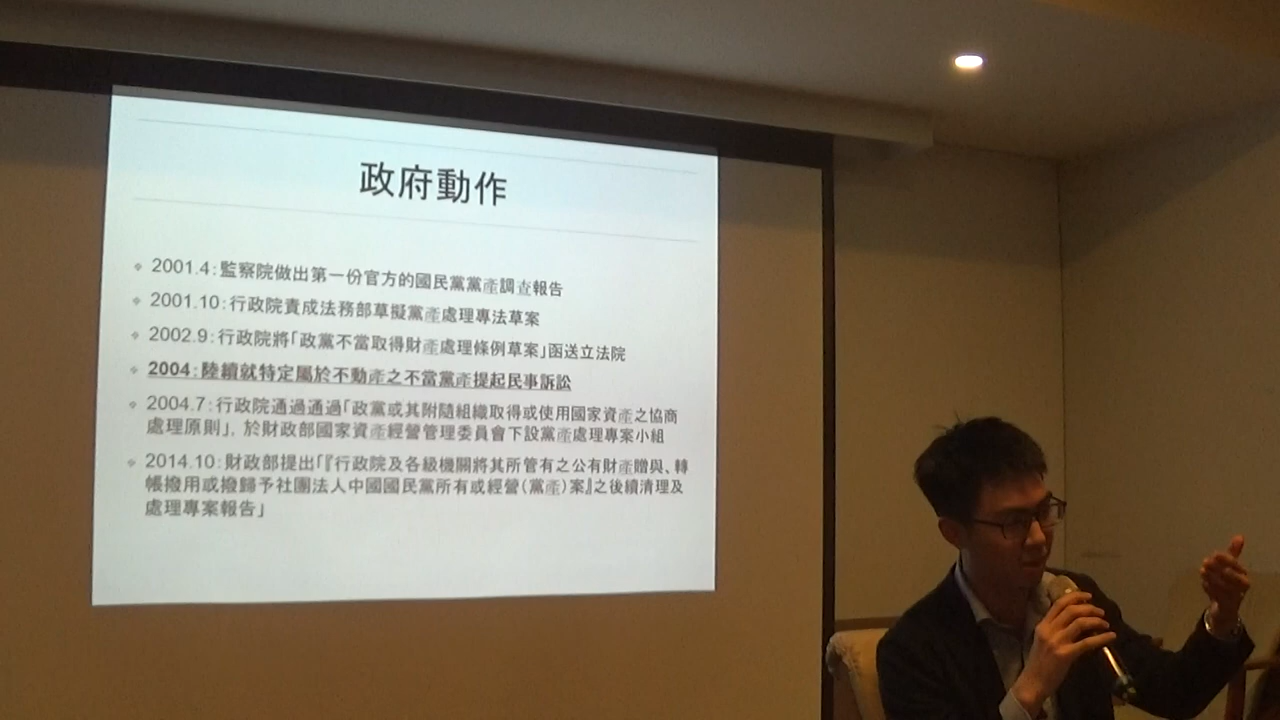 政府動作
2001.4：監察院做出第一份官方的國民黨黨產調查報告
2001.10：行政院責成法務部草擬黨產處理專法草案
2002.9：行政院將「政黨不當取得財產處理條例草案」函送立法院
2004：陸續就特定屬於不動產之不當黨產提起民事訴訟
2004.7：行政院通過通過「政黨或其附隨組織取得或使用國家資產之協商
處理原則」，於財政部國家資產經營管理委員會下設黨產處理專案小組
2014.10：財政部提出「『行政院及各級機關將其所管有之公有財產贈與、轉
帳撥用或撥歸予社團法人中國國民黨所有或經營（黨產）案』之後續清理及
處理專案報告」